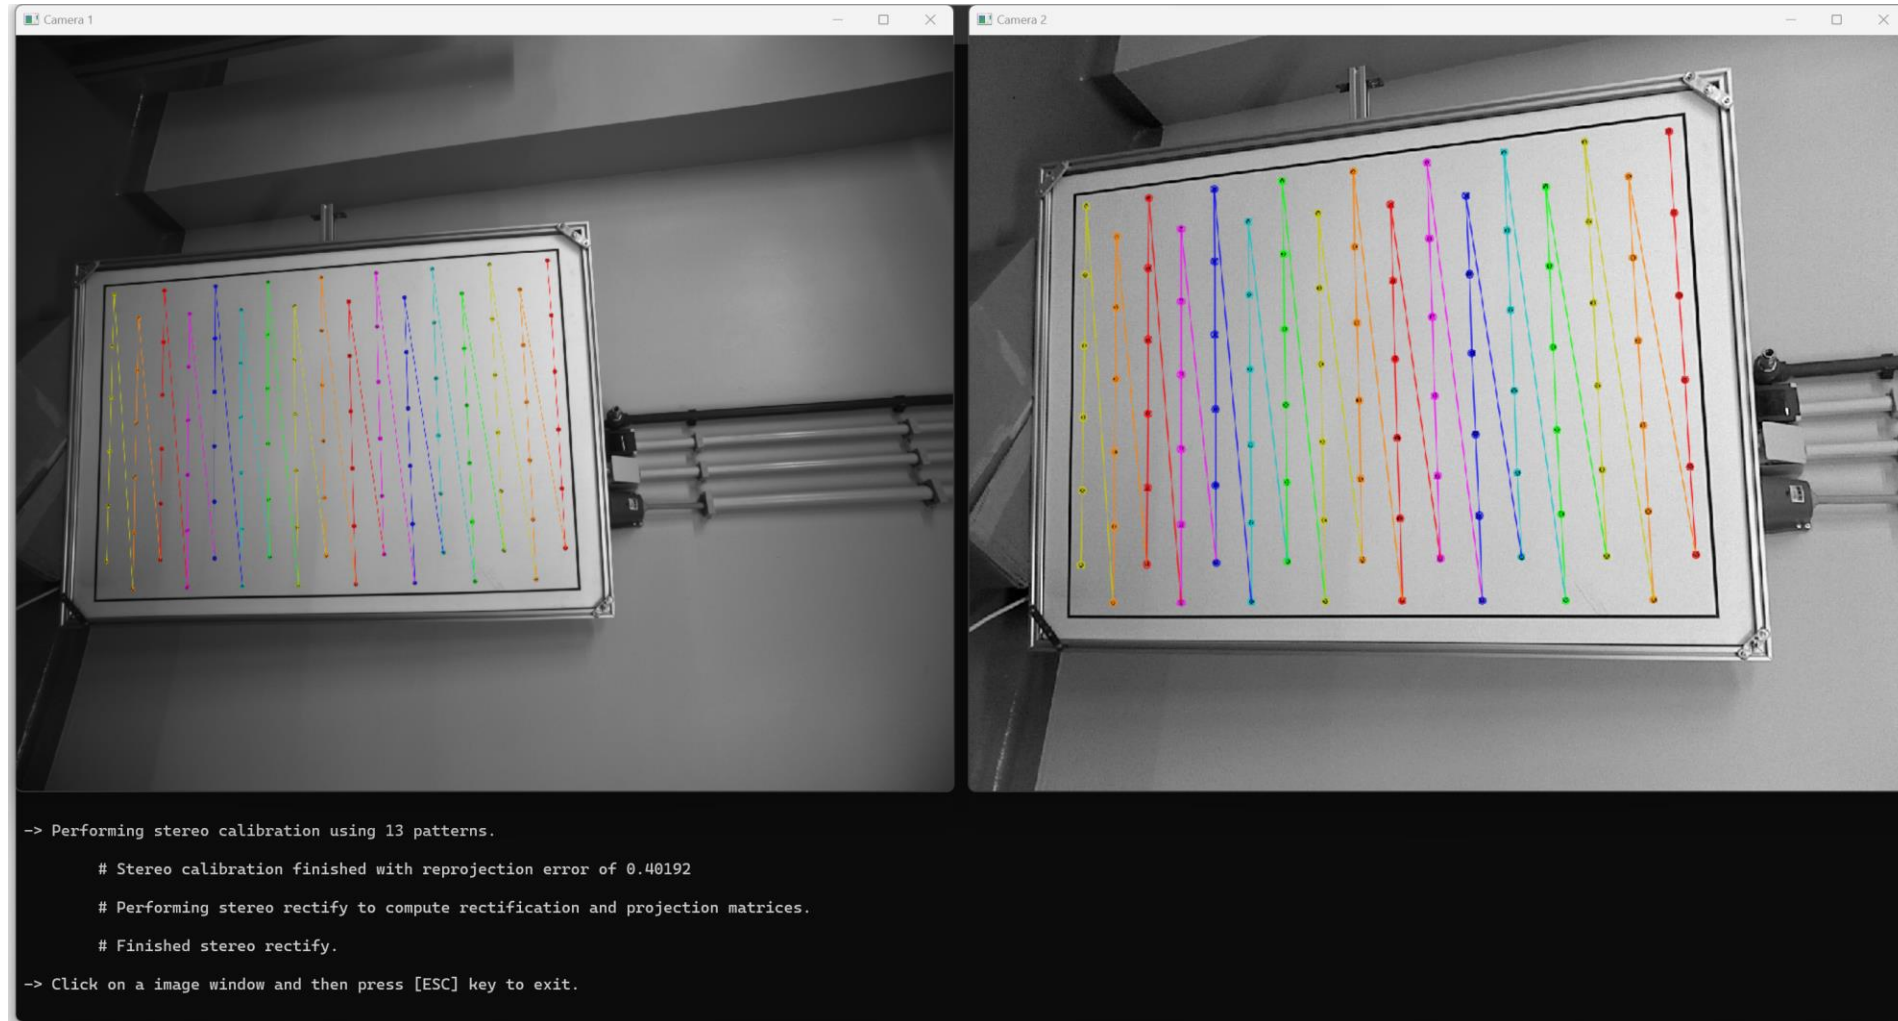 Camera 1
Camera 2
-> Performing stereo calibration using 13 patterns.
# Stereo calibration finished with reprojection error of 0.40192
# Performing stereo rectify to compute rectification and projection matrices.
# Finished stereo rectify.
-> Click on a image window and then press [ESC] key to exit.